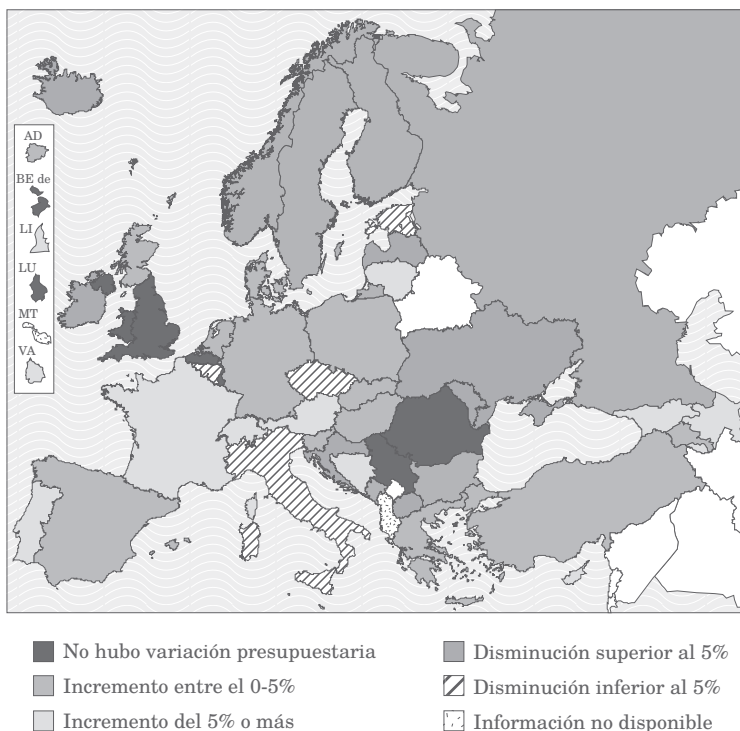 AD
BE de
LI
LU
MT
VA
No hubo variación presupuestaria
Incremento entre el 0-5%
Incremento del 5% o más
Disminución superior al 5%
Disminución inferior al 5%
Información no disponible